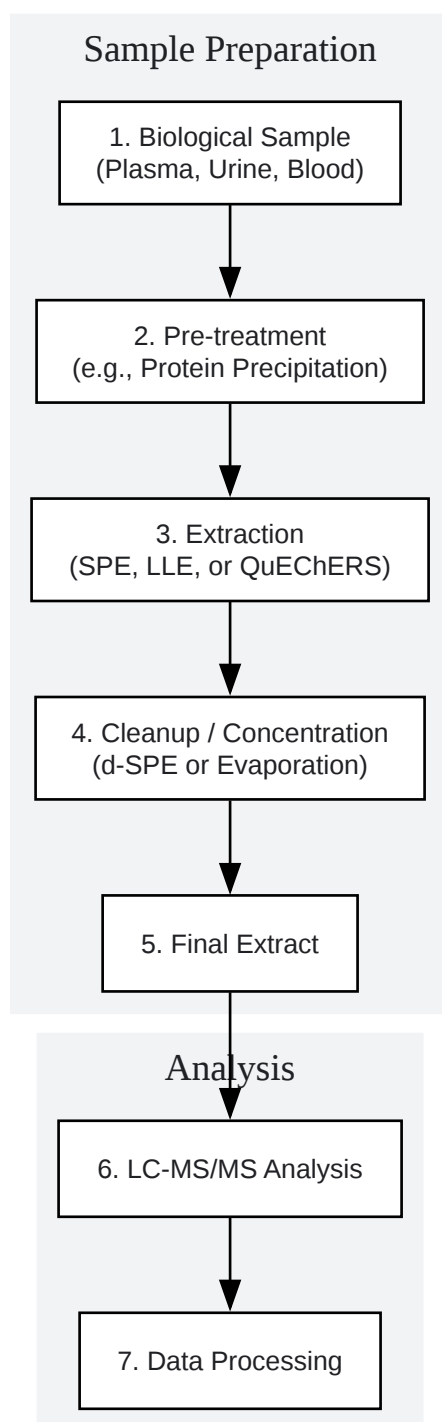 Sample Preparation
1. Biological Sample
(Plasma, Urine, Blood)
2. Pre-treatment
(e.g., Protein Precipitation)
3. Extraction
(SPE, LLE, or QuEChERS)
4. Cleanup / Concentration
(d-SPE or Evaporation)
5. Final Extract
Analysis
6. LC-MS/MS Analysis
7. Data Processing